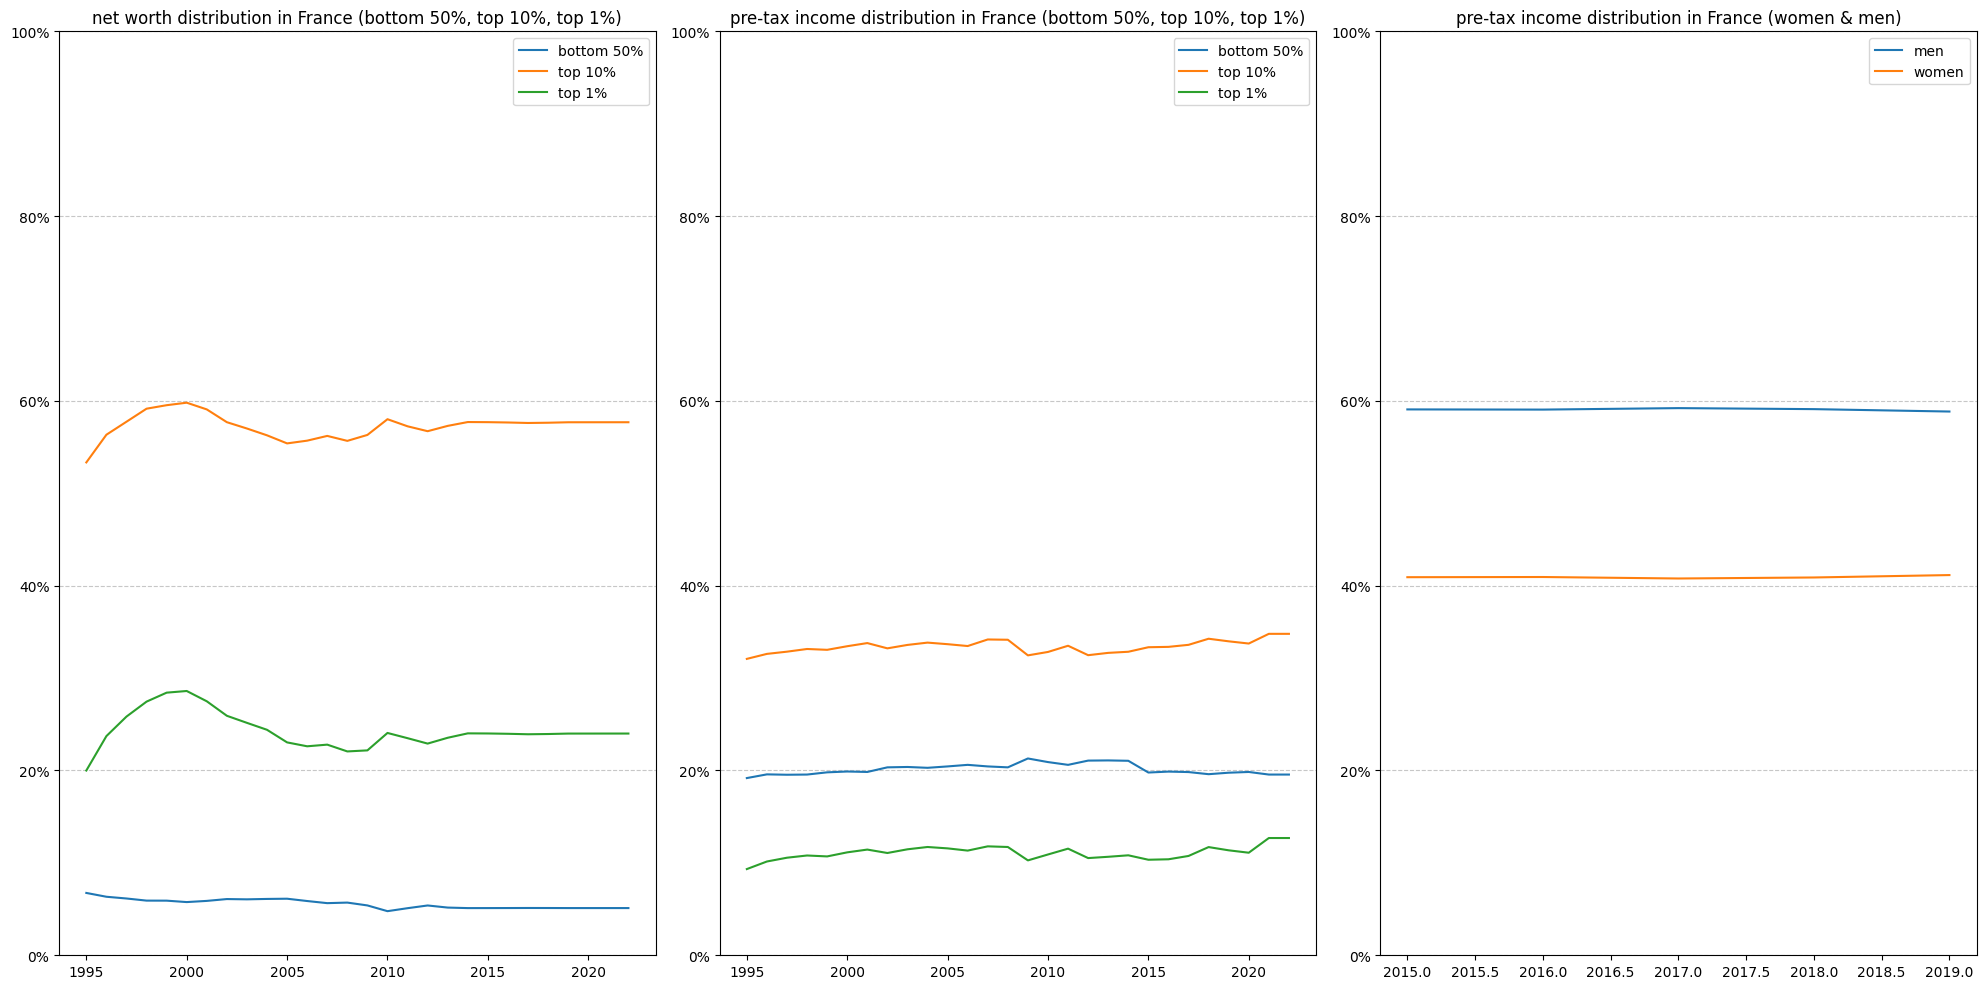 net worth distribution in France (bottom 50%, top 10%, top 1%)
100%
80%
60%
40%
20%
0%
1995 2000 2005 2010 2015 2020
bottom 50%
top 10%
top 1%
pre-tax income distribution in France (bottom 50%, top 10%, top 1%)
100%
80%
60%
40%
20%
0%
1995 2000 2005 2010 2015 2020
bottom 50%
top 10%
top 1%
pre-tax income distribution in France (women & men)
100%
80%
60%
40%
20%
0%
2015.0 2015.5 2016.0 2016.5 2017.0 2017.5 2018.0 2018.5 2019.0
men
women